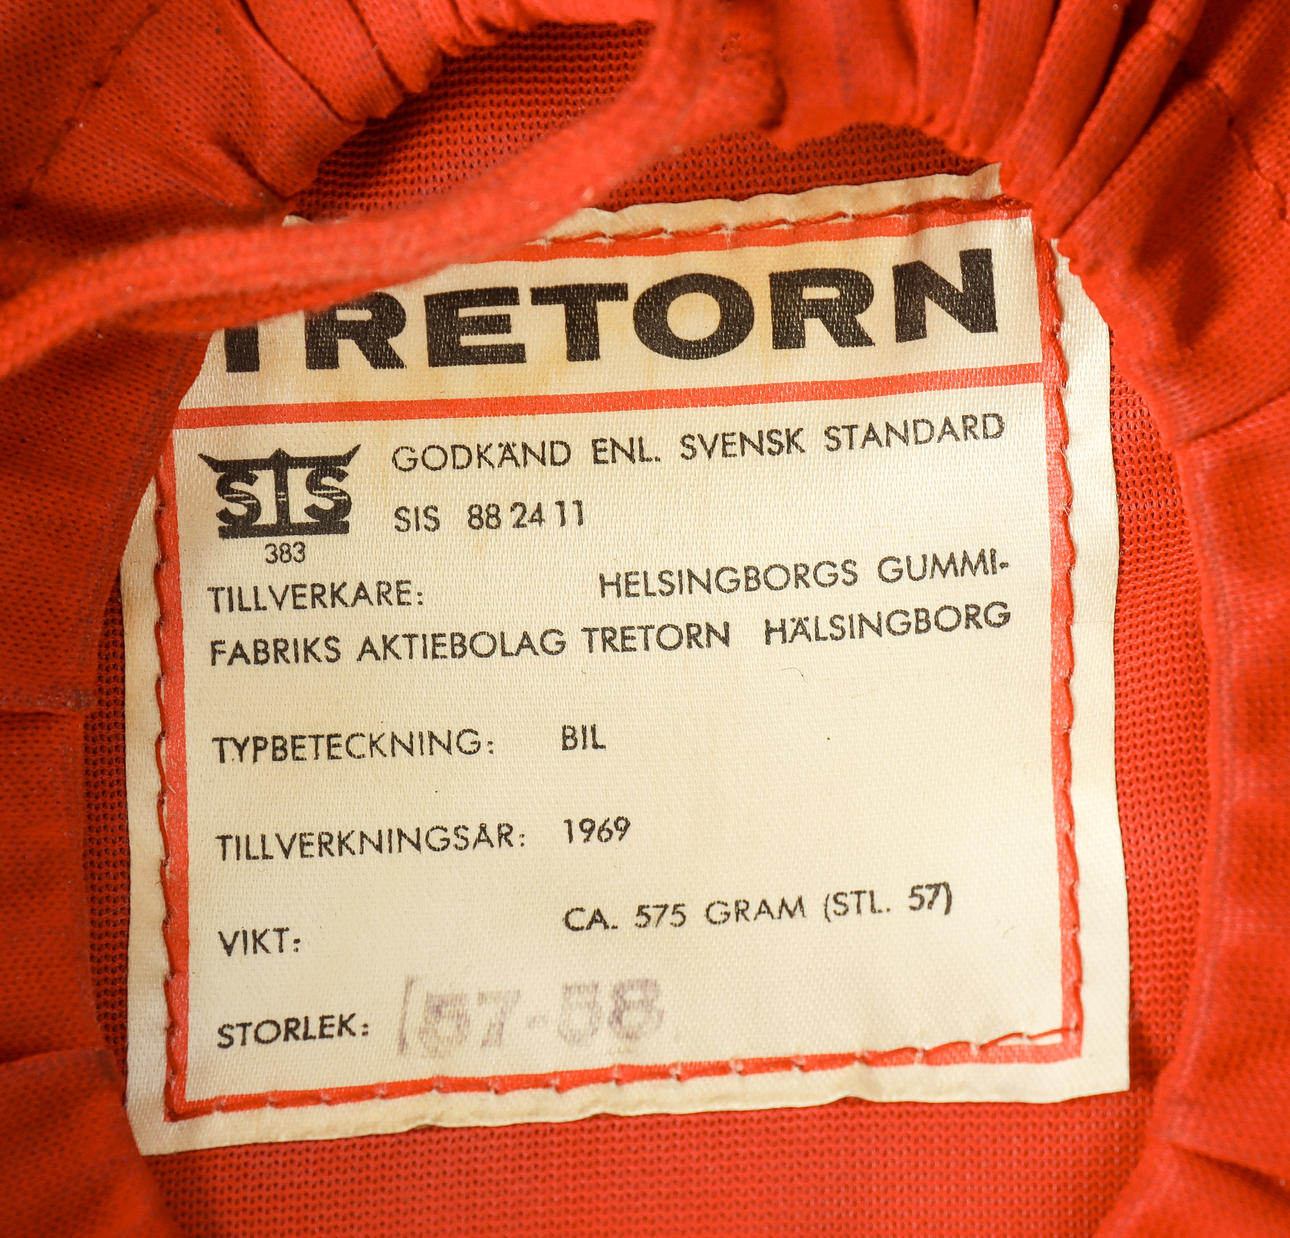 TRETORN
SIS
383
GODKÄND ENL. SVENSK STANDARD
SIS 88 24 11
TILLVERKARE: HELSINGBORGS GUMMI-
FABRIKS AKTIEBOLAG TRETORN HÄLSINGBORG
TYPBETECKNING: BIL
TILLVERKNINGSÅR: 1969
VIKT: CA. 575 GRAM (STL. 57)
STORLEK: 57-58